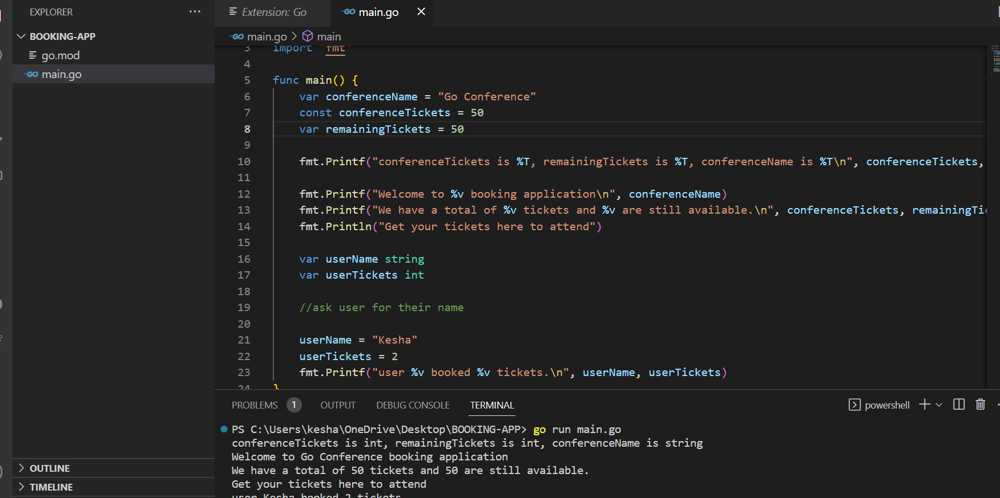 EXPLORER
BOOKING-APP
go.mod
GO main.go
OUTLINE
TIMELINE
Extension: Go
GO main.go
GO main.go > main
3 import "fmt"
4
5 func main() {
6 var conferenceName = "Go Conference"
7 const conferenceTickets = 50
8 var remainingTickets = 50
9
10 fmt.Printf("conferenceTickets is %T, remainingTickets is %T, conferenceName is %T\n", conferenceTickets,
11
12 fmt.Printf("Welcome to %v booking application\n", conferenceName)
13 fmt.Printf("We have a total of %v tickets and %v are still available.\n", conferenceTickets,
14 fmt.Println("Get your tickets here to attend")
15
16 var userName string
17 var userTickets int
18
19 //ask user for their name
20
21 userName = "Kesha"
22 userTickets = 2
23 fmt.Printf("user %v booked %v tickets.\n", userName, userTickets)
24 }
PROBLEMS 1 OUTPUT DEBUG CONSOLE TERMINAL powershell
PS C:\Users\kesha\OneDrive\Desktop\BOOKING-APP> go run main.go
conferenceTickets is int, remainingTickets is int, conferenceName is string
Welcome to Go Conference booking application
We have a total of 50 tickets and 50 are still available.
Get your tickets here to attend
user Kesha booked 2 tickets